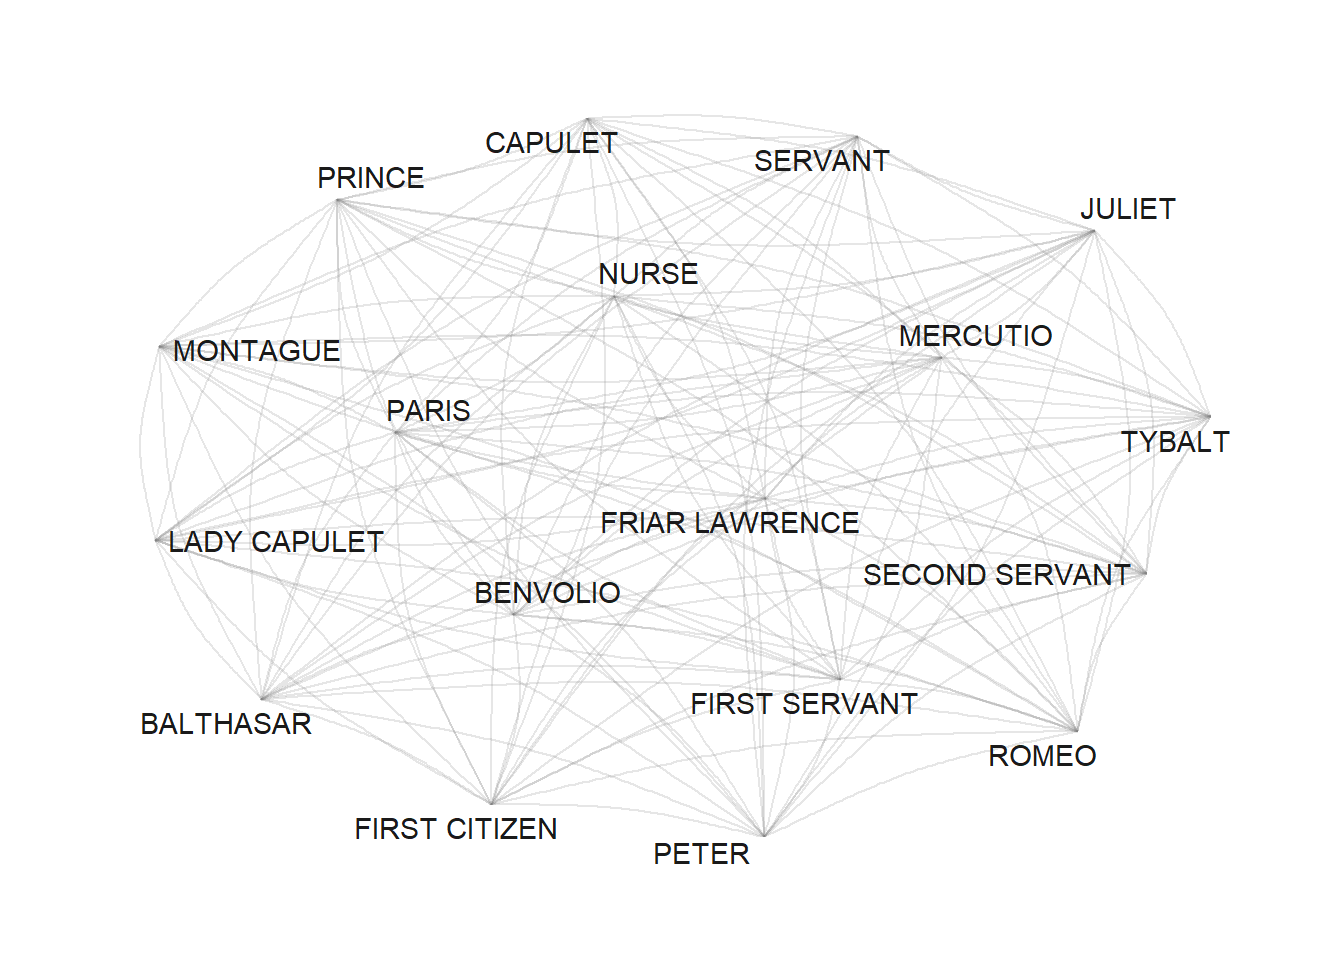 CAPULET
SERVANT
PRINCE
JULIET
NURSE
MERCUTIO
MONTAGUE
PARIS
TYBALT
FRIAR LAWRENCE
LADY CAPULET
SECOND SERVANT
BENVOLIO
FIRST SERVANT
BALTHASAR
ROMEO
FIRST CITIZEN
PETER